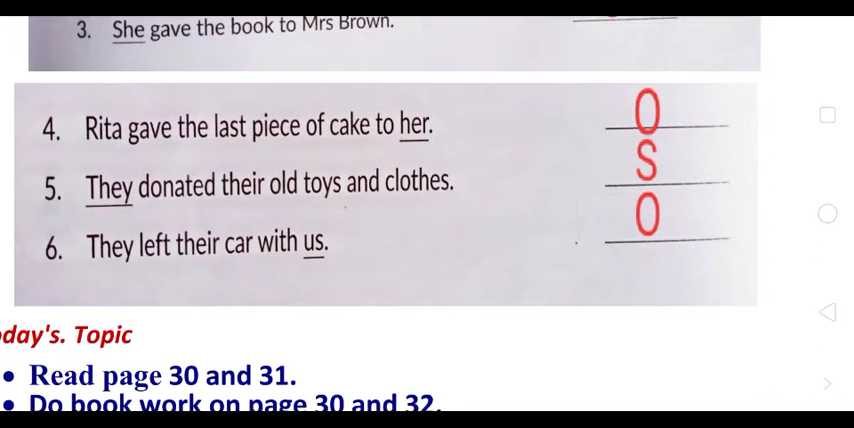 3. She gave the book to Mrs Brown.
4. Rita gave the last piece of cake to her. O
5. They donated their old toys and clothes. S
6. They left their car with us. O
day's. Topic
• Read page 30 and 31.
• Do book work on page 30 and 32.